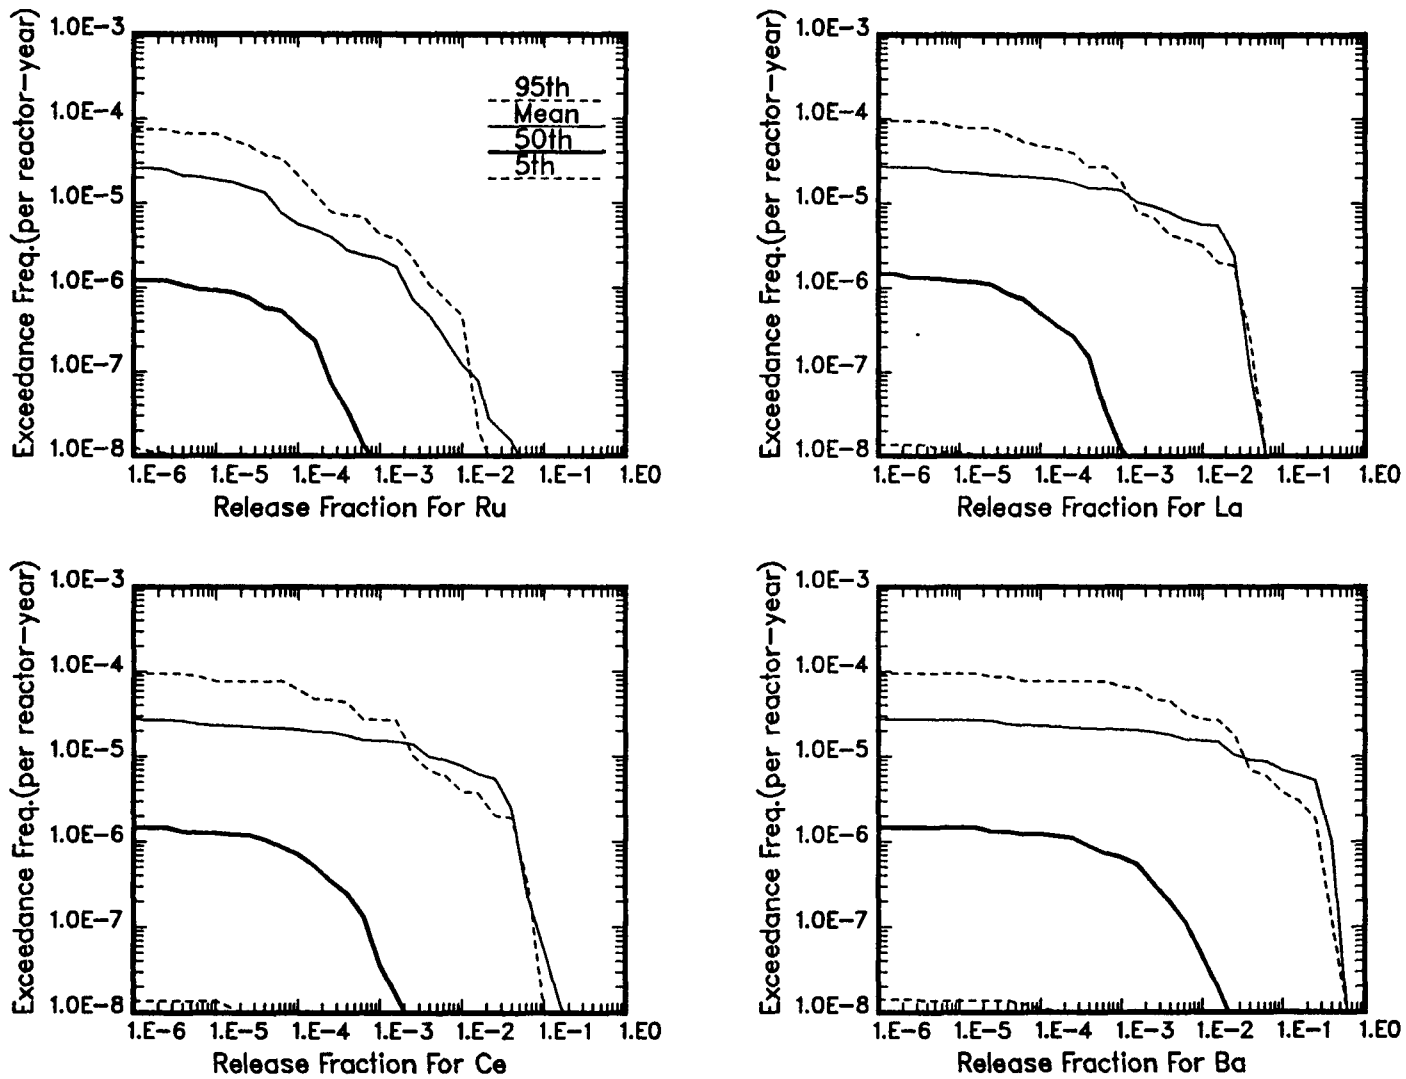 Exceedance Freq.(per reactor-year)
1.0E-3
1.0E-4
1.0E-5
1.0E-6
1.0E-7
1.0E-8
95th
Mean
50th
5th
1.E-6 1.E-5 1.E-4 1.E-3 1.E-2 1.E-1 1.E0
Release Fraction For Ru
Exceedance Freq.(per reactor-year)
1.0E-3
1.0E-4
1.0E-5
1.0E-6
1.0E-7
1.0E-8
1.E-6 1.E-5 1.E-4 1.E-3 1.E-2 1.E-1 1.E0
Release Fraction For La
Exceedance Freq.(per reactor-year)
1.0E-3
1.0E-4
1.0E-5
1.0E-6
1.0E-7
1.0E-8
1.E-6 1.E-5 1.E-4 1.E-3 1.E-2 1.E-1 1.E0
Release Fraction For Ce
Exceedance Freq.(per reactor-year)
1.0E-3
1.0E-4
1.0E-5
1.0E-6
1.0E-7
1.0E-8
1.E-6 1.E-5 1.E-4 1.E-3 1.E-2 1.E-1 1.E0
Release Fraction For Ba